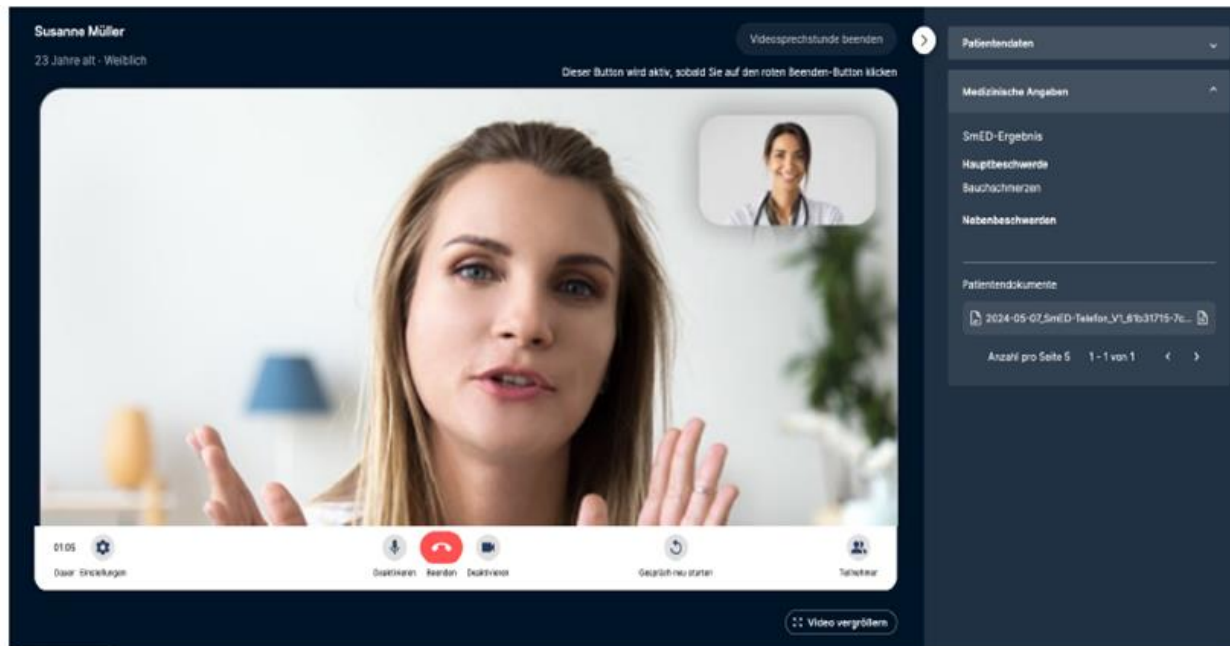 Susanne Müller
23 Jahre alt - Weiblich
Videosprechstunde beenden
Dieser Button wird aktiv, sobald Sie auf den roten Beenden-Button klicken
01:05
Dauer
Einstellungen
Deaktivieren
Beenden
Deaktivieren
Gespräch neu starten
Teilnehmer
Video vergrößern
Patientendaten
Medizinische Angaben
SmED-Ergebnis
Hauptbeschwerde
Bauchschmerzen
Nebenbeschwerden
Patientendokumente
2024-05-07_SmED-Telefon_V1_61b31715-7c...
Anzahl pro Seite 5 1 - 1 von 1